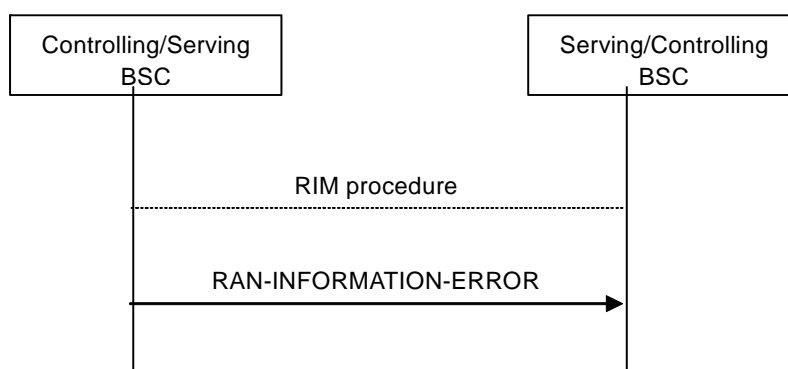 Controlling/Serving
BSC
Serving/Controlling
BSC
RIM procedure
RAN-INFORMATION-ERROR